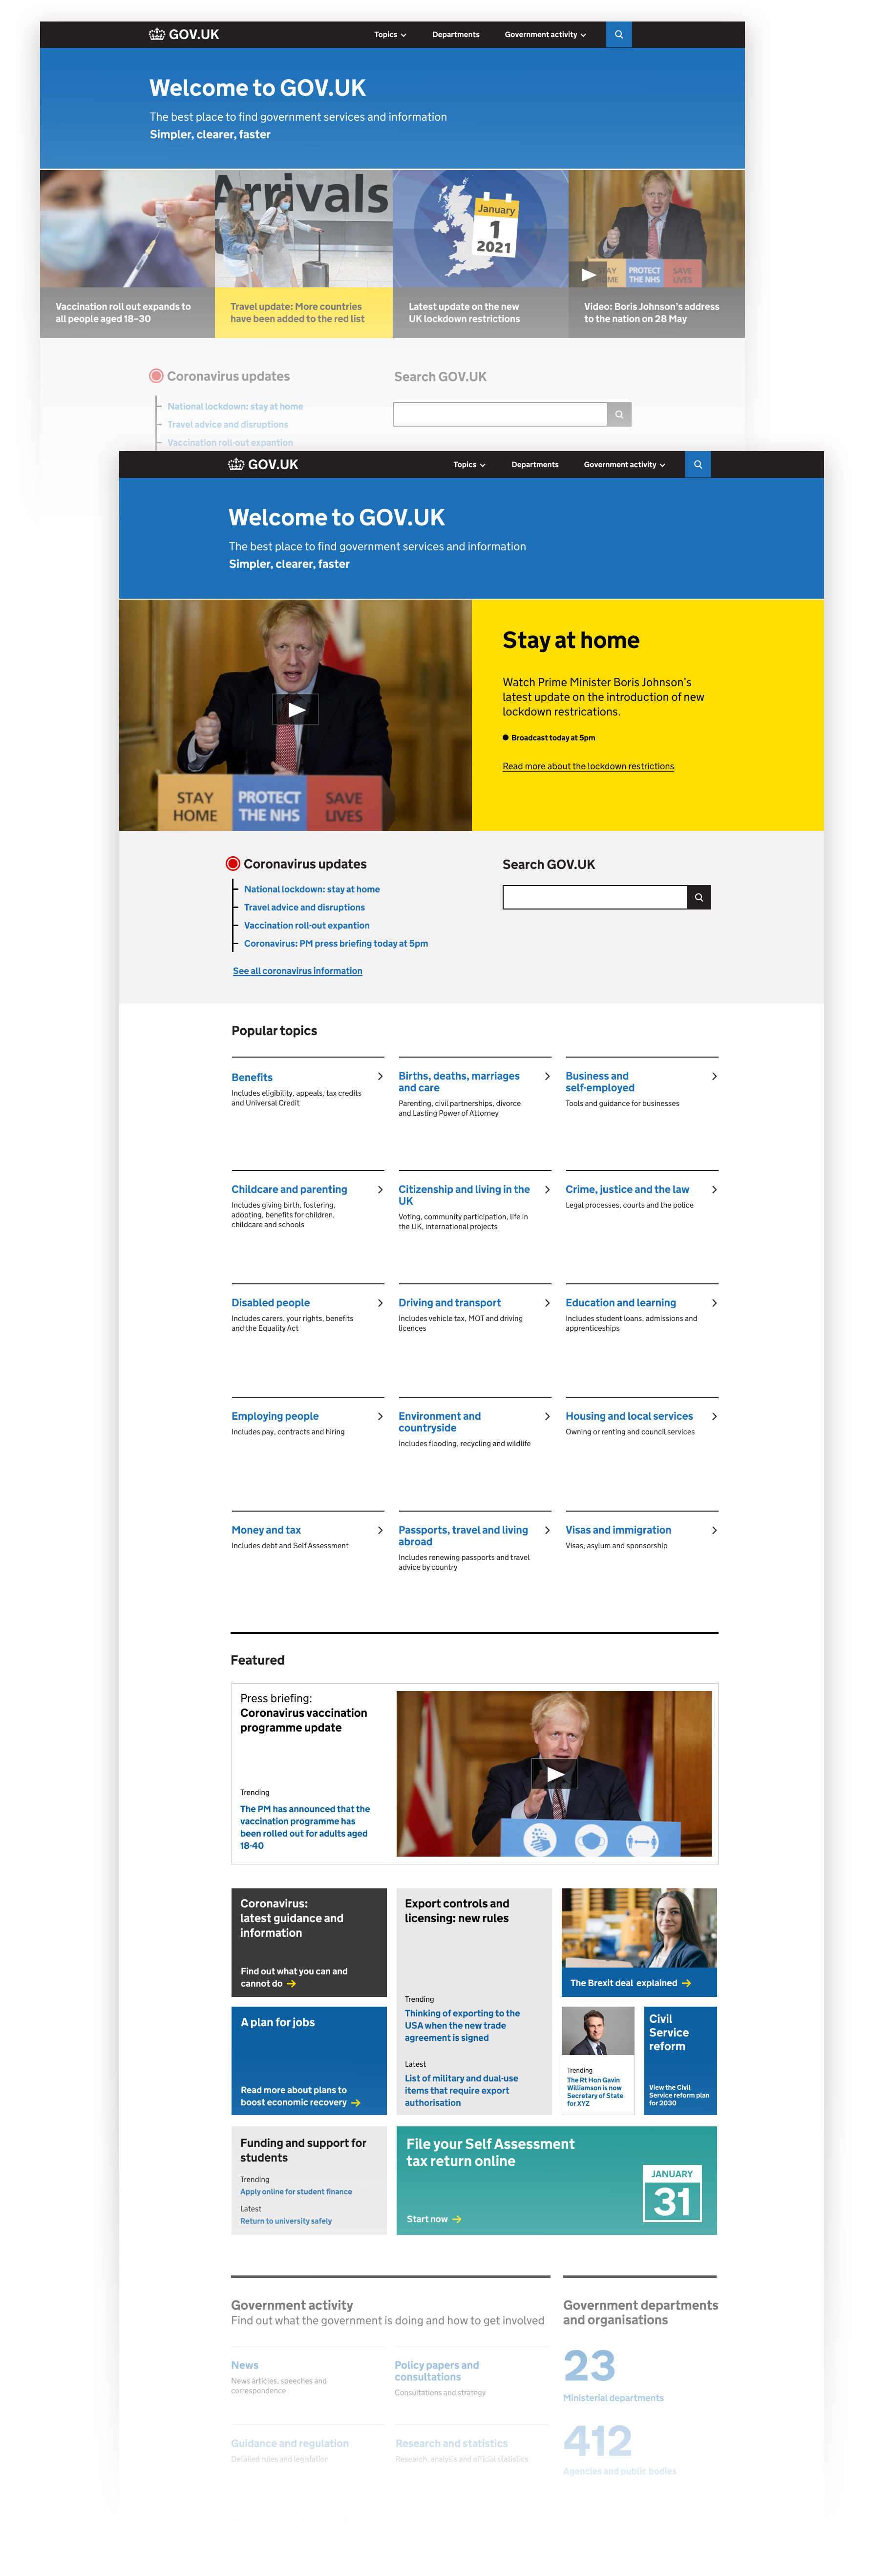 GOV.UK
Topics
Departments
Government activity
Welcome to GOV.UK
The best place to find government services and information
Simpler, clearer, faster
Arrivals
January
1
2021
STAY
HOME
PROTECT
THE NHS
SAVE
LIVES
Vaccination roll out expands to
all people aged 18–30
Travel update: More countries
have been added to the red list
Latest update on the new
UK lockdown restrictions
Video: Boris Johnson's address
to the nation on 28 May
Coronavirus updates
National lockdown: stay at home
Travel advice and disruptions
Vaccination roll-out expantion
Search GOV.UK
GOV.UK
Topics
Departments
Government activity
Welcome to GOV.UK
The best place to find government services and information
Simpler, clearer, faster
STAY
HOME
PROTECT
THE NHS
SAVE
LIVES
Stay at home
Watch Prime Minister Boris Johnson's
latest update on the introduction of new
lockdown restrications.
Broadcast today at 5pm
Read more about the lockdown restrictions
Coronavirus updates
National lockdown: stay at home
Travel advice and disruptions
Vaccination roll-out expantion
Coronavirus: PM press briefing today at 5pm
See all coronavirus information
Search GOV.UK
Popular topics
Benefits
Includes eligibility, appeals, tax credits
and Universal Credit
Births, deaths, marriages
and care
Parenting, civil partnerships, divorce
and Lasting Power of Attorney
Business and
self-employed
Tools and guidance for businesses
Childcare and parenting
Includes giving birth, fostering,
adopting, benefits for children,
childcare and schools
Citizenship and living in the
UK
Voting, community participation, life in
the UK, international projects
Crime, justice and the law
Legal processes, courts and the police
Disabled people
Includes carers, your rights, benefits
and the Equality Act
Driving and transport
Includes vehicle tax, MOT and driving
licences
Education and learning
Includes student loans, admissions and
apprenticeships
Employing people
Includes pay, contracts and hiring
Environment and
countryside
Includes flooding, recycling and wildlife
Housing and local services
Owning or renting and council services
Money and tax
Includes debt and Self Assessment
Passports, travel and living
abroad
Includes renewing passports and travel
advice by country
Visas and immigration
Visas, asylum and sponsorship
Featured
Press briefing:
Coronavirus vaccination
programme update
Trending
The PM has announced that the
vaccination programme has
been rolled out for adults aged
18-40
Coronavirus:
latest guidance and
information
Find out what you can and
cannot do
Export controls and
licensing: new rules
Trending
Thinking of exporting to the
USA when the new trade
agreement is signed
Latest
List of military and dual-use
items that require export
authorisation
The Brexit deal explained
A plan for jobs
Read more about plans to
boost economic recovery
Trending
The Rt Hon Gavin
Williamson is now
Secretary of State
for XYZ
Civil
Service
reform
View the Civil
Service reform plan
for 2030
Funding and support for
students
Trending
Apply online for student finance
Latest
Return to university safely
File your Self Assessment
tax return online
Start now
JANUARY
31
Government activity
Find out what the government is doing and how to get involved
News
News articles, speeches and
correspondence
Policy papers and
consultations
Consultations and strategy
Guidance and regulation
Detailed rules and legislation
Research and statistics
Research, analysis and official statistics
Government departments
and organisations
23
Ministerial departments
412
Agencies and public bodies